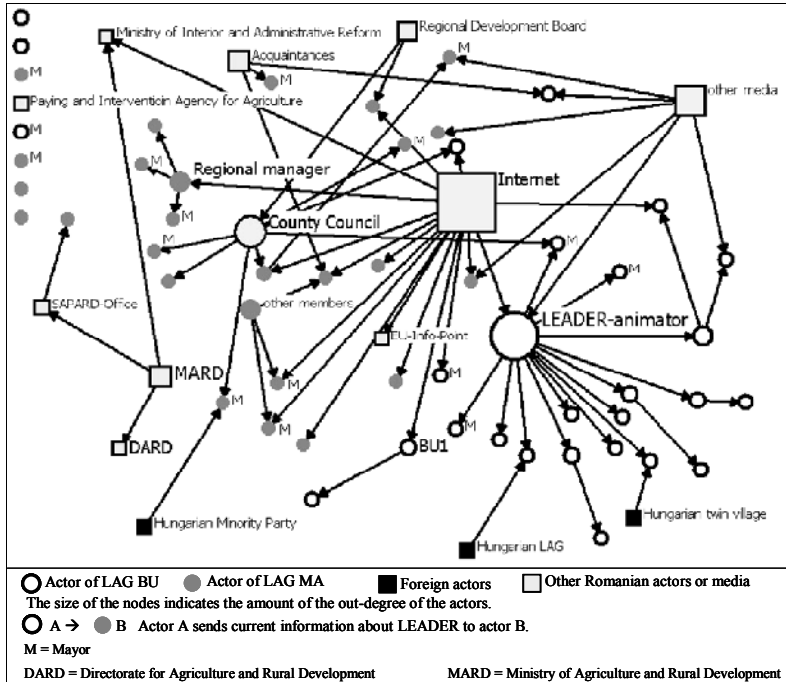 Ministry of Interior and Administrative Reform
Regional Development Board
Acquaintances
M
M
M
other media
Paying and Interventicin Agency for Agriculture
M
M
M
M
Regional manager
Internet
M
County Council
M
M
M
other members
SAPARD-Office
LEADER-animator
EU-Info-Point
MARD
M
M
M
M
M
DARD
BU1
Hungarian Minority Party
Hungarian twin village
Hungarian LAG
Actor of LAG BU Actor of LAG MA Foreign actors Other Romanian actors or media
The size of the nodes indicates the amount of the out-degree of the actors.
A → B Actor A sends current information about LEADER to actor B.
M = Mayor
DARD = Directorate for Agriculture and Rural Development MARD = Ministry of Agriculture and Rural Development